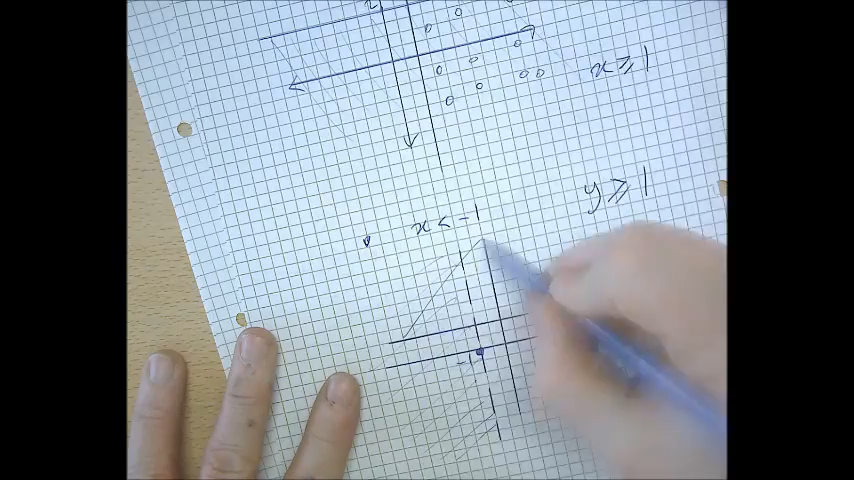 x ≥ 1
y ≥ 1
x < -1
-1